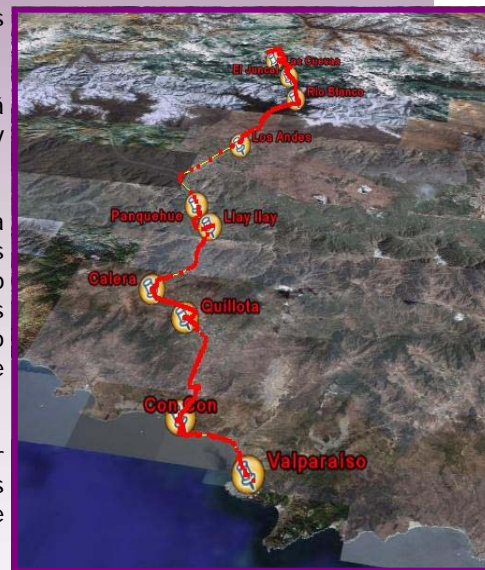 s
á
y
a
s
o
s
o
e
-
s
e
Las Cuevas
El Juncal
Rio Blanco
Los Andes
Panquehue
Llay llay
Calera
Quillota
Con Con
Valparaiso